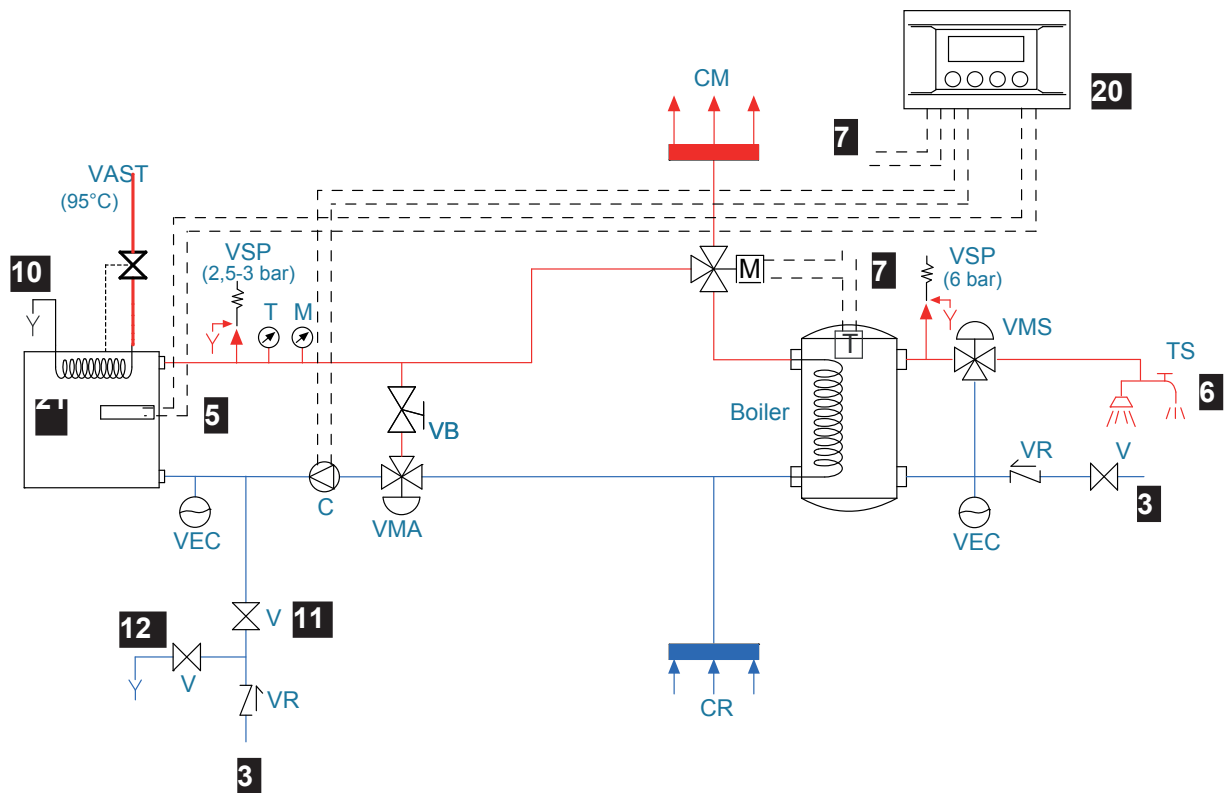 CM
20
7
VAST
(95°C)
10
VSP
(2,5-3 bar)
T
M
M
7
VSP
(6 bar)
VMS
T
TS
6
21
5
VB
Boiler
VR
V
3
C
VMA
VEC
VEC
V
11
12
V
VR
CR
3